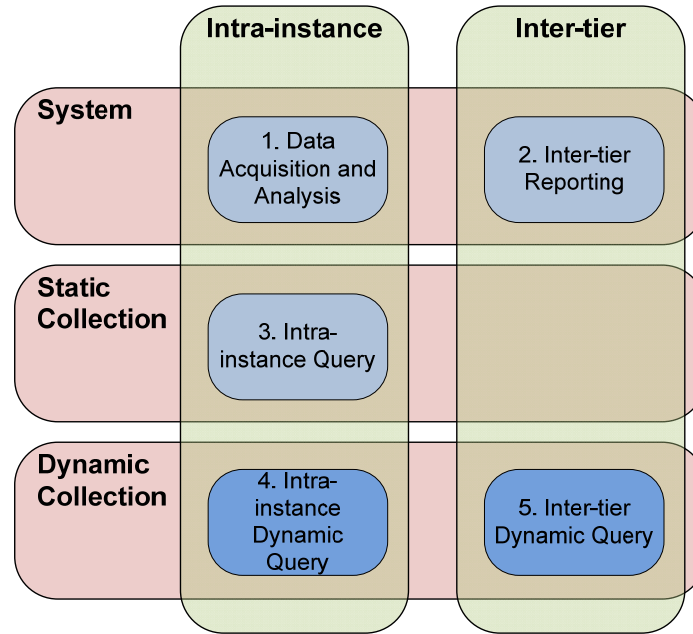 Intra-instance
Inter-tier
System
1. Data
Acquisition and
Analysis
2. Inter-tier
Reporting
Static
Collection
3. Intra-
instance Query
Dynamic
Collection
4. Intra-
instance
Dynamic
Query
5. Inter-tier
Dynamic Query